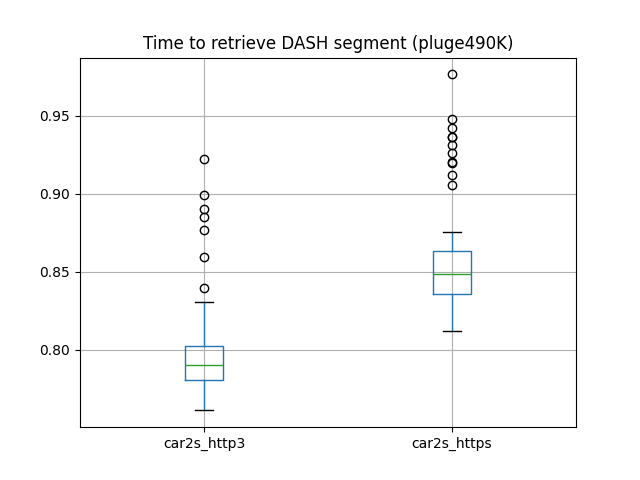 Time to retrieve DASH segment (pluge490K)
0.95
0.90
0.85
0.80
car2s_http3
car2s_https